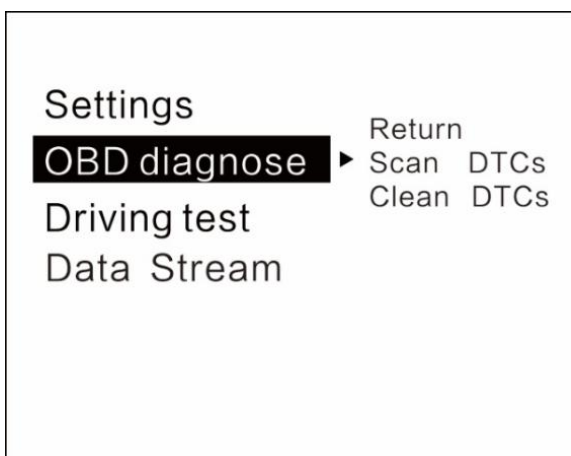 Settings
OBD diagnose
Driving test
Data Stream
Return
Scan DTCs
Clean DTCs